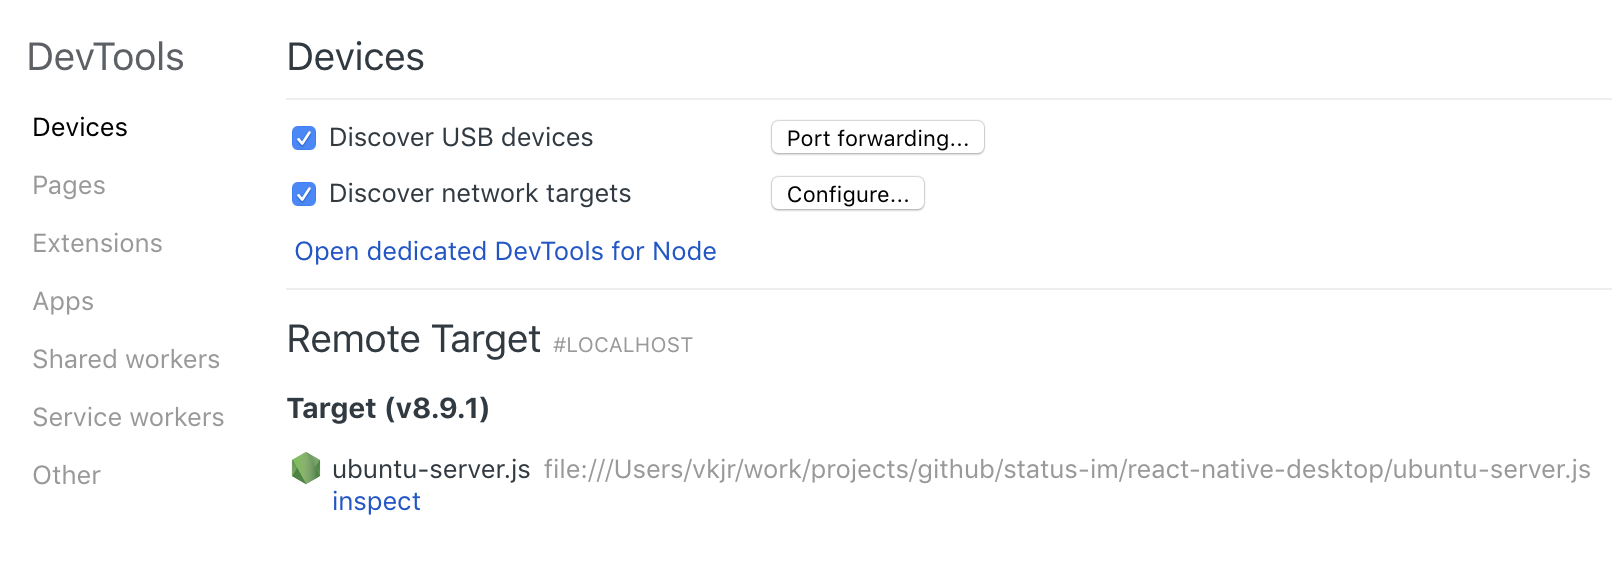 DevTools
Devices
Pages
Extensions
Apps
Shared workers
Service workers
Other
Devices
Discover USB devices
Port forwarding...
Discover network targets
Configure...
Open dedicated DevTools for Node
Remote Target #LOCALHOST
Target (v8.9.1)
ubuntu-server.js file:///Users/vkjr/work/projects/github/status-im/react-native-desktop/ubuntu-server.js
inspect